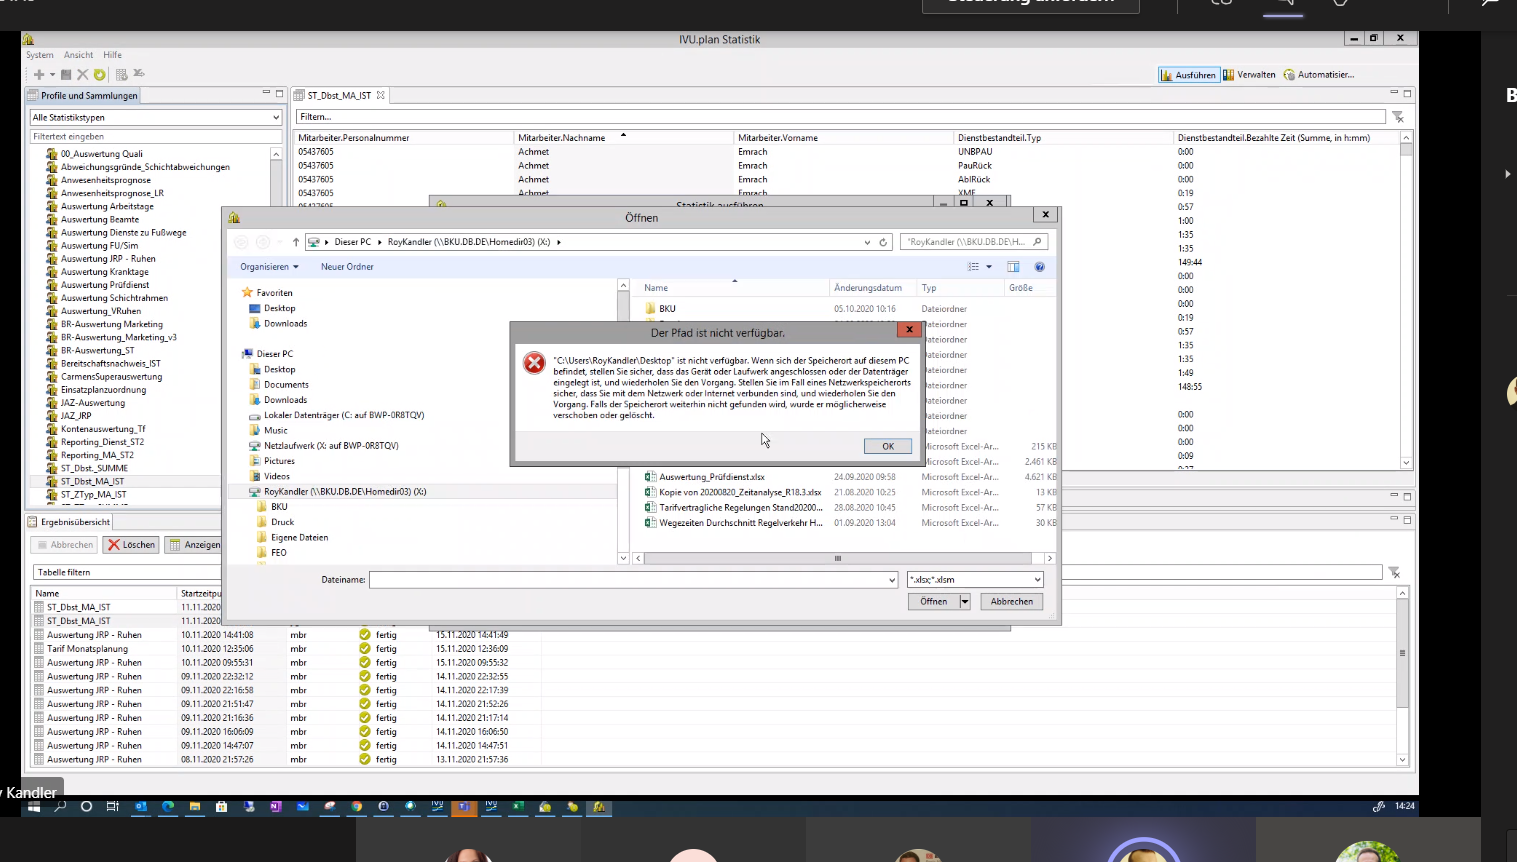 Steuerung anfordern
IVU.plan Statistik
System Ansicht Hilfe
Ausführen Verwalten Automatisier...
Profile und Sammlungen
ST_Dbst_MA_IST
Alle Statistiktypen
Filtern...
Filtertext eingeben
Mitarbeiter.Personalnummer Mitarbeiter.Nachname Mitarbeiter.Vorname Dienstbestandteil.Typ Dienstbestandteil.Bezahlte Zeit (Summe, in h:mm)
05437605 Achmet Emrach UNBPAU 0:00
05437605 Achmet Emrach PauRück 0:00
05437605 Achmet Emrach AblRück 0:00
05437605 Achmet Emrach XME 0:19
05437605 0:57
1:00
1:35
1:35
149:44
0:00
0:00
0:00
0:19
0:57
1:35
1:35
1:49
148:55
0:00
0:00
0:09
0:27
00_Auswertung Quali
Abweichungsgründe_Schichtabweichungen
Anwesenheitsprognose
Anwesenheitsprognose_LR
Auswertung Arbeitstage
Auswertung Beamte
Auswertung Dienste zu Fußwege
Auswertung FU/Sim
Auswertung JRP - Ruhen
Auswertung Kranktage
Auswertung Prüfdienst
Auswertung Schichtrahmen
Auswertung_VRuhen
BR-Auswertung Marketing
BR-Auswertung_Marketing_v3
BR-Auswertung_ST
Bereitschaftsnachweis_IST
CarmensSuperauswertung
Einsatzplanzuordnung
JAZ-Auswertung
JAZ_JRP
Kontenauswertung_Tf
Reporting_Dienst_ST2
Reporting_MA_ST2
ST_Dbst._SUMME
ST_Dbst_MA_IST
ST_ZTyp_MA_IST
Statistik ausführen
Öffnen
Dieser PC RoyKandler (\\BKU.DB.DE\Homedir03) (X:)
"RoyKandler (\\BKU.DB.DE\H...
Organisieren Neuer Ordner
Favoriten
Desktop
Downloads
Dieser PC
Desktop
Documents
Downloads
Lokaler Datenträger (C: auf BWP-0R8TQV)
Music
Netzlaufwerk (X: auf BWP-0R8TQV)
Pictures
Videos
RoyKandler (\\BKU.DB.DE\Homedir03) (X:)
BKU
Druck
Eigene Dateien
FEO
Name Änderungsdatum Typ Größe
BKU 05.10.2020 10:16 Dateiordner
Dateiordner
Dateiordner
Dateiordner
Dateiordner
Dateiordner
Dateiordner
Dateiordner
Dateiordner
Microsoft Excel-Ar... 215 KB
Microsoft Excel-Ar... 2.461 KB
Auswertung_Prüfdienst.xlsx 24.09.2020 09:58 Microsoft Excel-Ar... 4.621 KB
Kopie von 20200820_Zeitanalyse_R18.3.xlsx 21.08.2020 10:25 Microsoft Excel-Ar... 13 KB
Tarifvertragliche Regelungen Stand20200... 28.08.2020 10:45 Microsoft Excel-Ar... 57 KB
Wegezeiten Durchschnitt Regelverkehr H... 01.09.2020 13:04 Microsoft Excel-Ar... 30 KB
Der Pfad ist nicht verfügbar.
"C:\Users\RoyKandler\Desktop" ist nicht verfügbar. Wenn sich der Speicherort auf diesem PC
befindet, stellen Sie sicher, dass das Gerät oder Laufwerk angeschlossen oder der Datenträger
eingelegt ist, und wiederholen Sie den Vorgang. Stellen Sie im Fall eines Netzwerkspeicherorts
sicher, dass Sie mit dem Netzwerk oder Internet verbunden sind, und wiederholen Sie den
Vorgang. Falls der Speicherort weiterhin nicht gefunden wird, wurde er möglicherweise
verschoben oder gelöscht.
OK
Dateiname: *.xlsx;*.xlsm
Öffnen Abbrechen
Ergebnisübersicht
Abbrechen Löschen Anzeigen
Tabelle filtern
Name Startzeitpu
ST_Dbst_MA_IST 11.11.2020
ST_Dbst_MA_IST 11.11.2020
Auswertung JRP - Ruhen 10.11.2020 14:41:08 mbr fertig 15.11.2020 14:41:49
Tarif Monatsplanung 10.11.2020 12:35:06 mbr fertig 15.11.2020 12:36:09
Auswertung JRP - Ruhen 10.11.2020 09:55:31 mbr fertig 15.11.2020 09:55:32
Auswertung JRP - Ruhen 09.11.2020 22:32:12 mbr fertig 14.11.2020 22:32:55
Auswertung JRP - Ruhen 09.11.2020 22:16:58 mbr fertig 14.11.2020 22:17:39
Auswertung JRP - Ruhen 09.11.2020 21:51:47 mbr fertig 14.11.2020 21:52:26
Auswertung JRP - Ruhen 09.11.2020 21:16:36 mbr fertig 14.11.2020 21:17:14
Auswertung JRP - Ruhen 09.11.2020 16:06:09 mbr fertig 14.11.2020 16:06:50
Auswertung JRP - Ruhen 09.11.2020 14:47:07 mbr fertig 14.11.2020 14:47:51
Auswertung JRP - Ruhen 08.11.2020 21:57:26 mbr fertig 13.11.2020 21:57:36
y Kandler
14:24
B